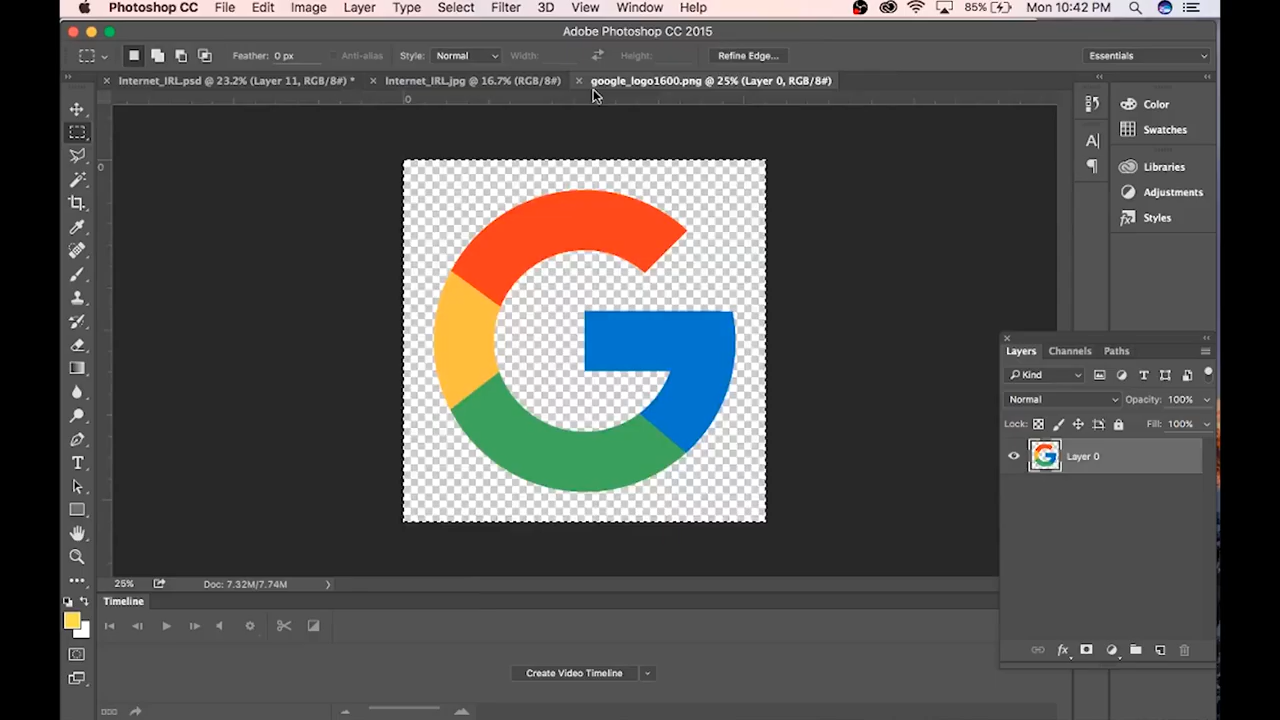 Photoshop CC File Edit Image Layer Type Select Filter 3D View Window Help 85% Mon 10:42 PM
Adobe Photoshop CC 2015
Feather: 0 px Anti-alias Style: Normal Width: Height: Refine Edge... Essentials
Internet_IRL.psd @ 23.2% (Layer 11, RGB/8#) * Internet_IRL.jpg @ 16.7% (RGB/8#) google_logo1600.png @ 25% (Layer 0, RGB/8#)
0
Color
Swatches
0
Libraries
Adjustments
Styles
Layers Channels Paths
Kind
Normal Opacity: 100%
Lock: Fill: 100%
Layer 0
25% Doc: 7.32M/7.74M
Timeline
Create Video Timeline